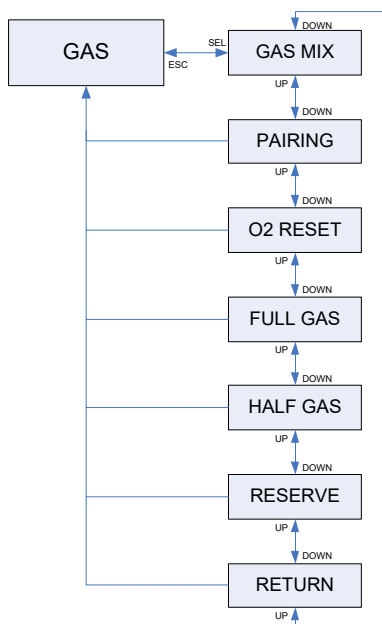 DOWN
GAS
SEL
GAS MIX
ESC
UP
DOWN
PAIRING
UP
DOWN
O2 RESET
UP
DOWN
FULL GAS
UP
DOWN
HALF GAS
UP
DOWN
RESERVE
UP
DOWN
RETURN
UP